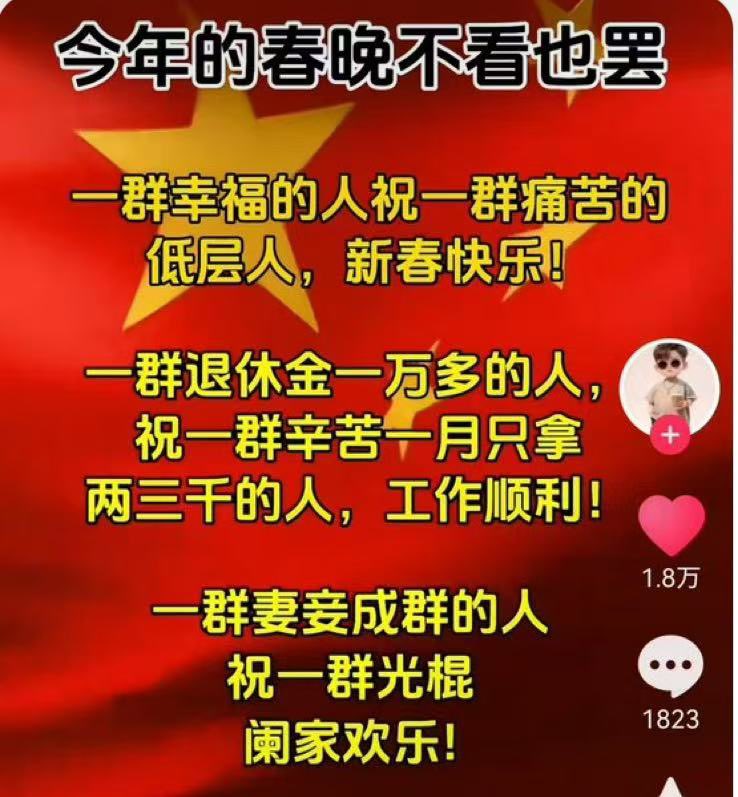 今年的春晚不看也罢
一群幸福的人祝一群痛苦的
低层人，新春快乐！
一群退休金一万多的人，
祝一群辛苦一月只拿
两三千的人，工作顺利！
一群妻妾成群的人
祝一群光棍
阑家欢乐！
1.8万
1823